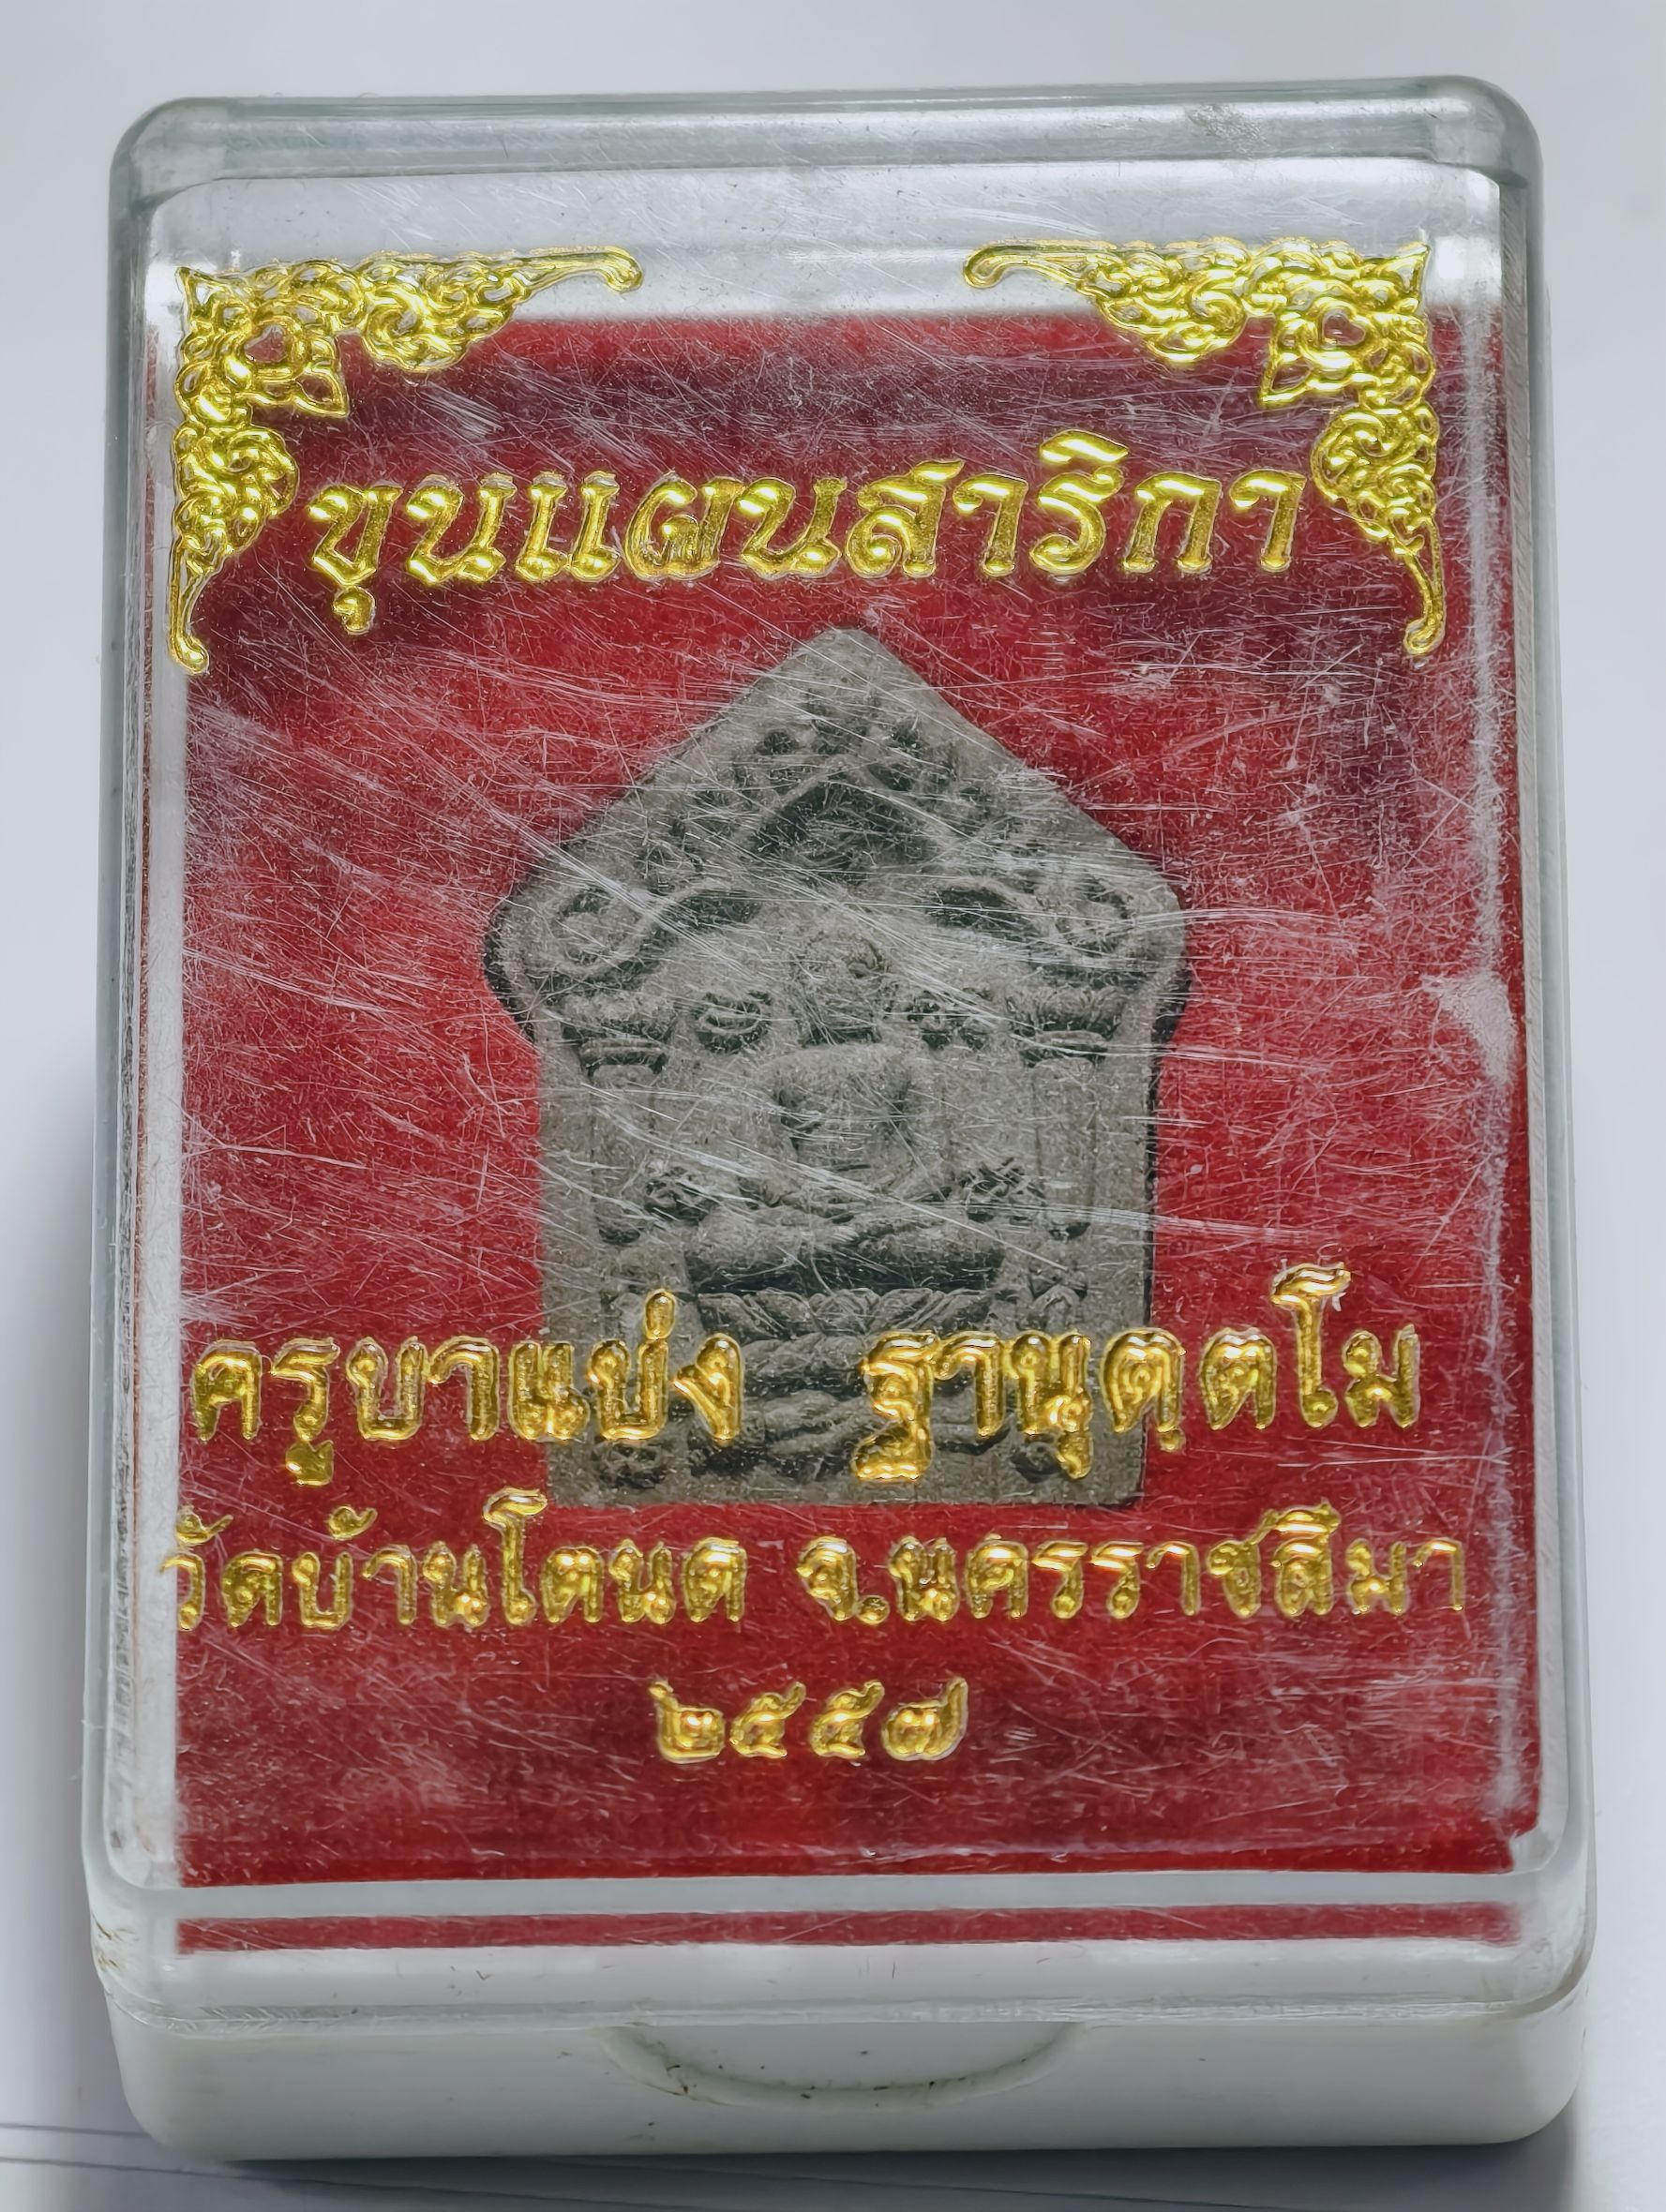 ขุนแผนสาริกา
ครูบาแบ่ง ฐานุตฺตโม
วัดบ้านโตนด จ.นครราชสีมา
๒๕๕๗